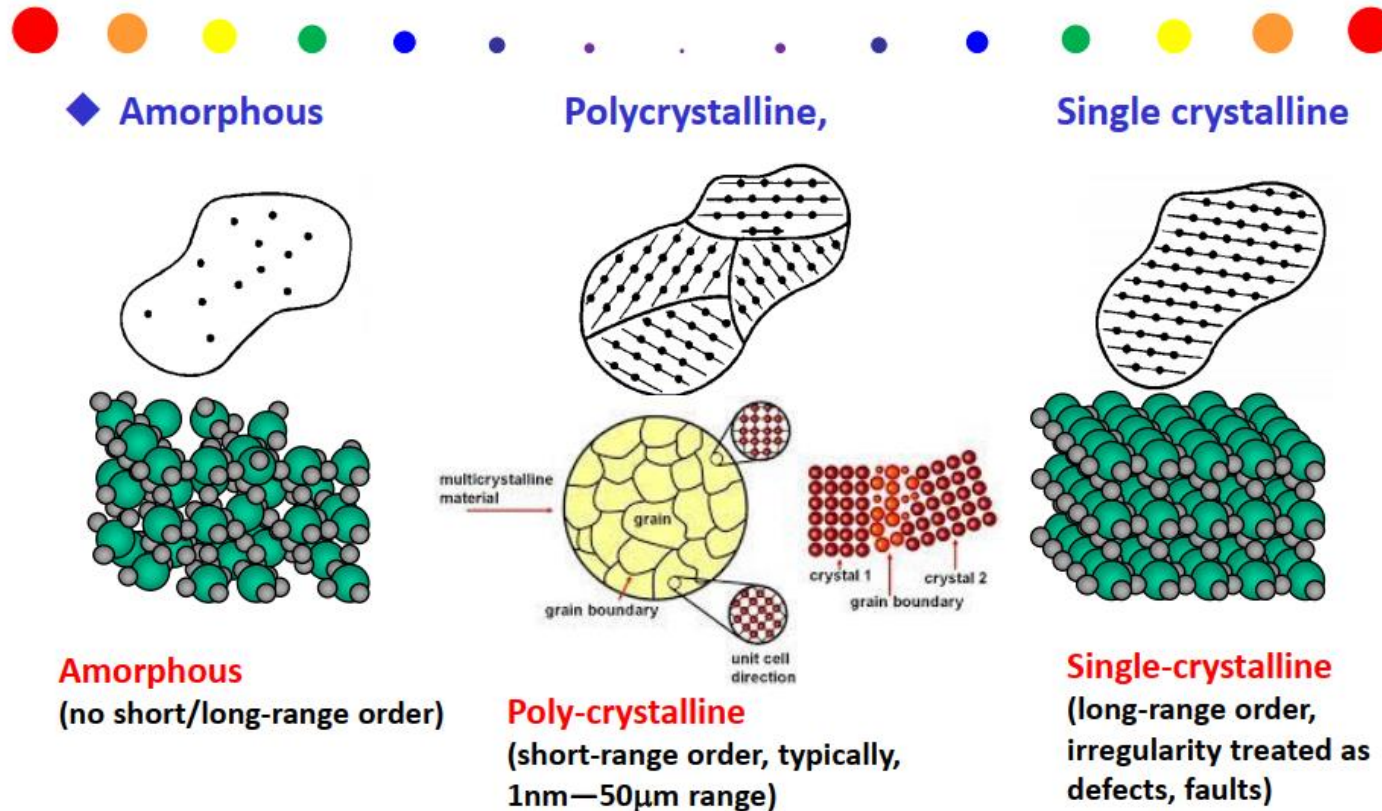 ◆ Amorphous
Polycrystalline,
Single crystalline
multicrystalline
material
grain
grain boundary
unit cell
direction
crystal 1
crystal 2
grain boundary
Amorphous
(no short/long-range order)
Poly-crystalline
(short-range order, typically,
1nm—50μm range)
Single-crystalline
(long-range order,
irregularity treated as
defects, faults)